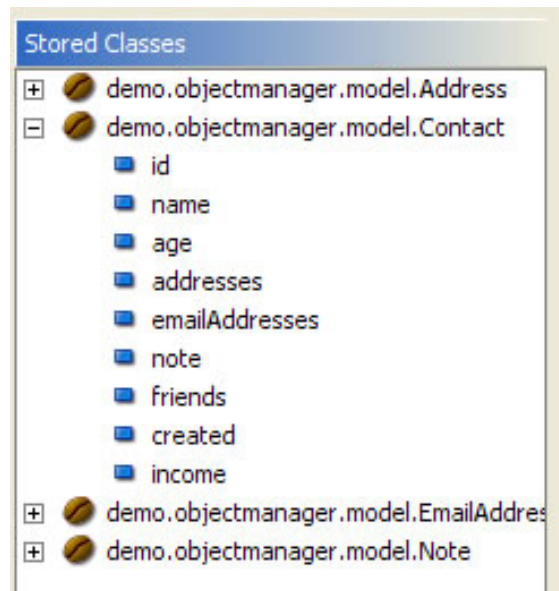 Stored Classes
demo.objectmanager.model.Address
demo.objectmanager.model.Contact
id
name
age
addresses
emailAddresses
note
friends
created
income
demo.objectmanager.model.EmailAddres
demo.objectmanager.model.Note